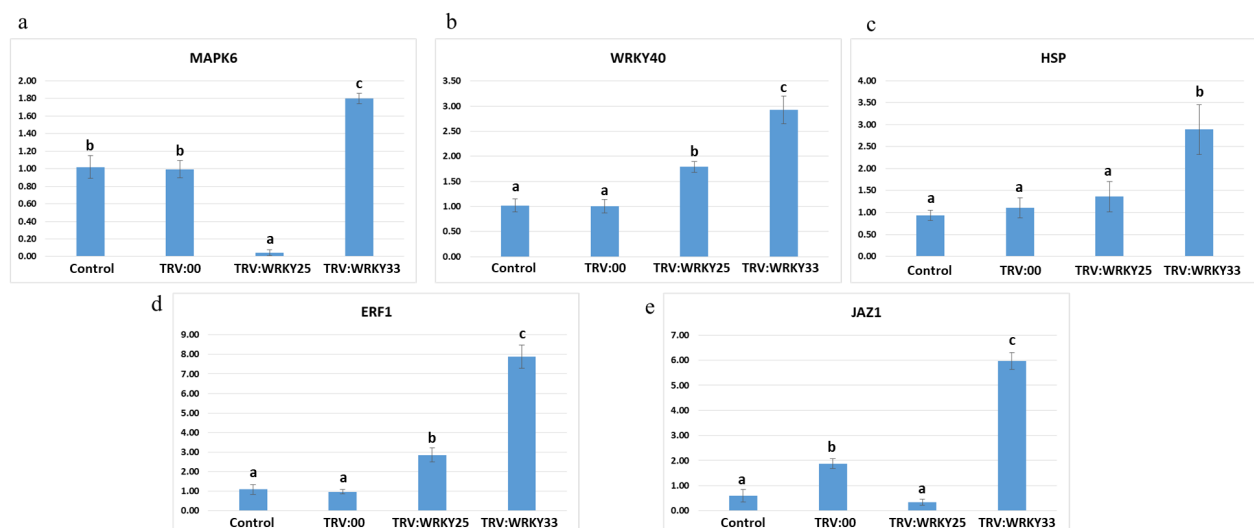 a
MAPK6
2.00
1.80
1.60
1.40
1.20
1.00
0.80
0.60
0.40
0.20
0.00
b
b
a
c
Control TRV:00 TRV:WRKY25 TRV:WRKY33
b
WRKY40
3.50
3.00
2.50
2.00
1.50
1.00
0.50
0.00
a
a
b
c
Control TRV:00 TRV:WRKY25 TRV:WRKY33
c
HSP
4.00
3.50
3.00
2.50
2.00
1.50
1.00
0.50
0.00
a
a
a
b
Control TRV:00 TRV:WRKY25 TRV:WRKY33
d
ERF1
9.00
8.00
7.00
6.00
5.00
4.00
3.00
2.00
1.00
0.00
a
a
b
c
Control TRV:00 TRV:WRKY25 TRV:WRKY33
e
JAZ1
7.00
6.00
5.00
4.00
3.00
2.00
1.00
0.00
a
b
a
c
Control TRV:00 TRV:WRKY25 TRV:WRKY33